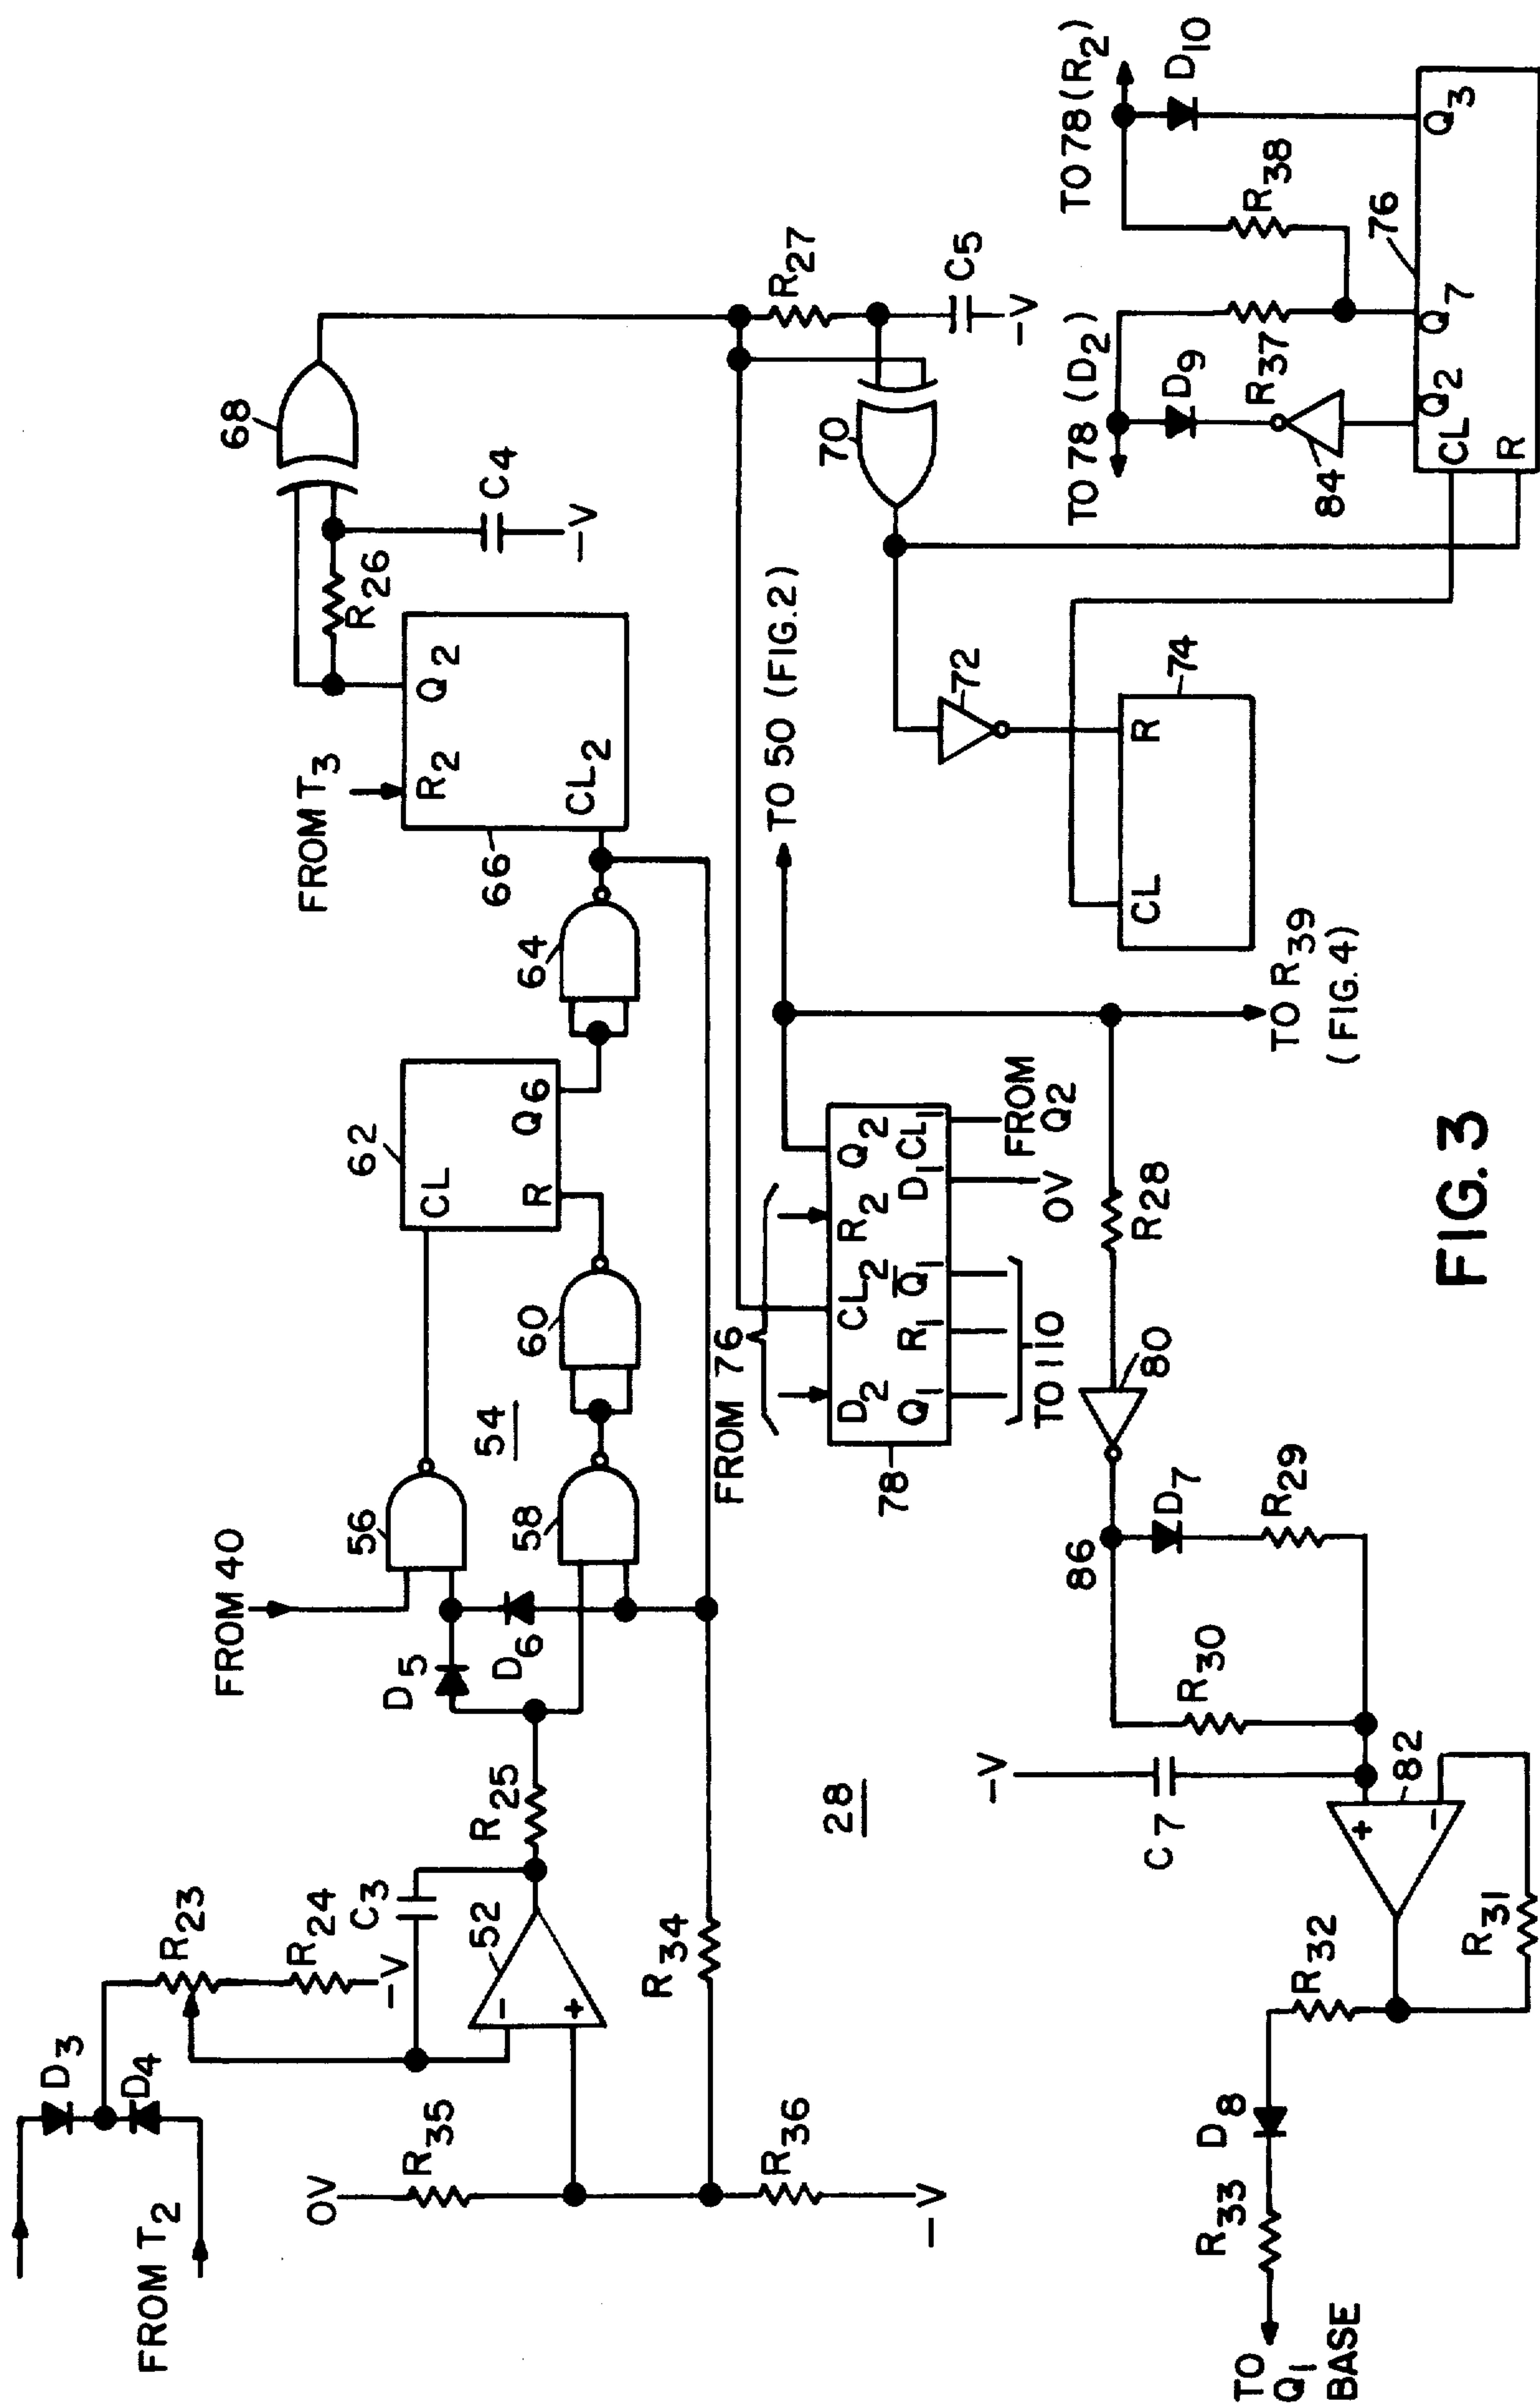 FROM T2
D3
D4
R23
R24
-V
C3
52
-
+
0V
R35
R36
-V
R34
R25
D5
D6
FROM 40
56
54
58
60
62
CL
R
Q6
64
FROM T3
66
R2
Q2
CL2
R26
C4
-V
68
R27
C5
-V
70
72
TO 50 (FIG.2)
74
R
CL
TO 78 (D2)
D9
84
R37
R38
TO 78 (R2)
D10
76
Q2
Q7
Q3
CL
R
FROM 76
78
D2
CL2
R2
Q2
Q1
R1
Q̅1
D1
CL1
TO 110
0V
FROM
Q2
TO R39
(FIG.4)
R28
80
86
D7
R29
R30
28
-V
C7
82
+
-
R31
R32
D8
R33
TO
Q1
BASE
FIG. 3